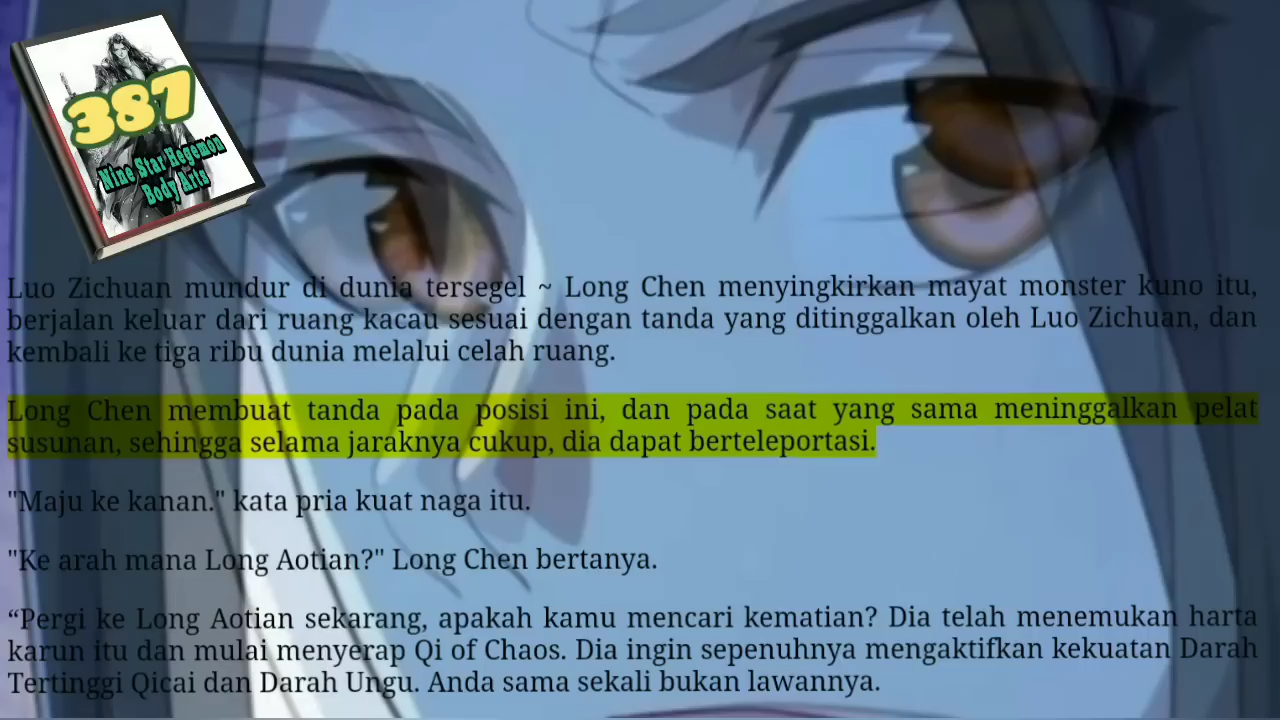 387
Nine Star Hegemon
Body Arts
Luo Zichuan mundur di dunia tersegel ~ Long Chen menyingkirkan mayat monster kuno itu,
berjalan keluar dari ruang kacau sesuai dengan tanda yang ditinggalkan oleh Luo Zichuan, dan
kembali ke tiga ribu dunia melalui celah ruang.
Long Chen membuat tanda pada posisi ini, dan pada saat yang sama meninggalkan pelat
susunan, sehingga selama jaraknya cukup, dia dapat berteleportasi.
"Maju ke kanan." kata pria kuat naga itu.
"Ke arah mana Long Aotian?" Long Chen bertanya.
“Pergi ke Long Aotian sekarang, apakah kamu mencari kematian? Dia telah menemukan harta
karun itu dan mulai menyerap Qi of Chaos. Dia ingin sepenuhnya mengaktifkan kekuatan Darah
Tertinggi Qicai dan Darah Ungu. Anda sama sekali bukan lawannya.